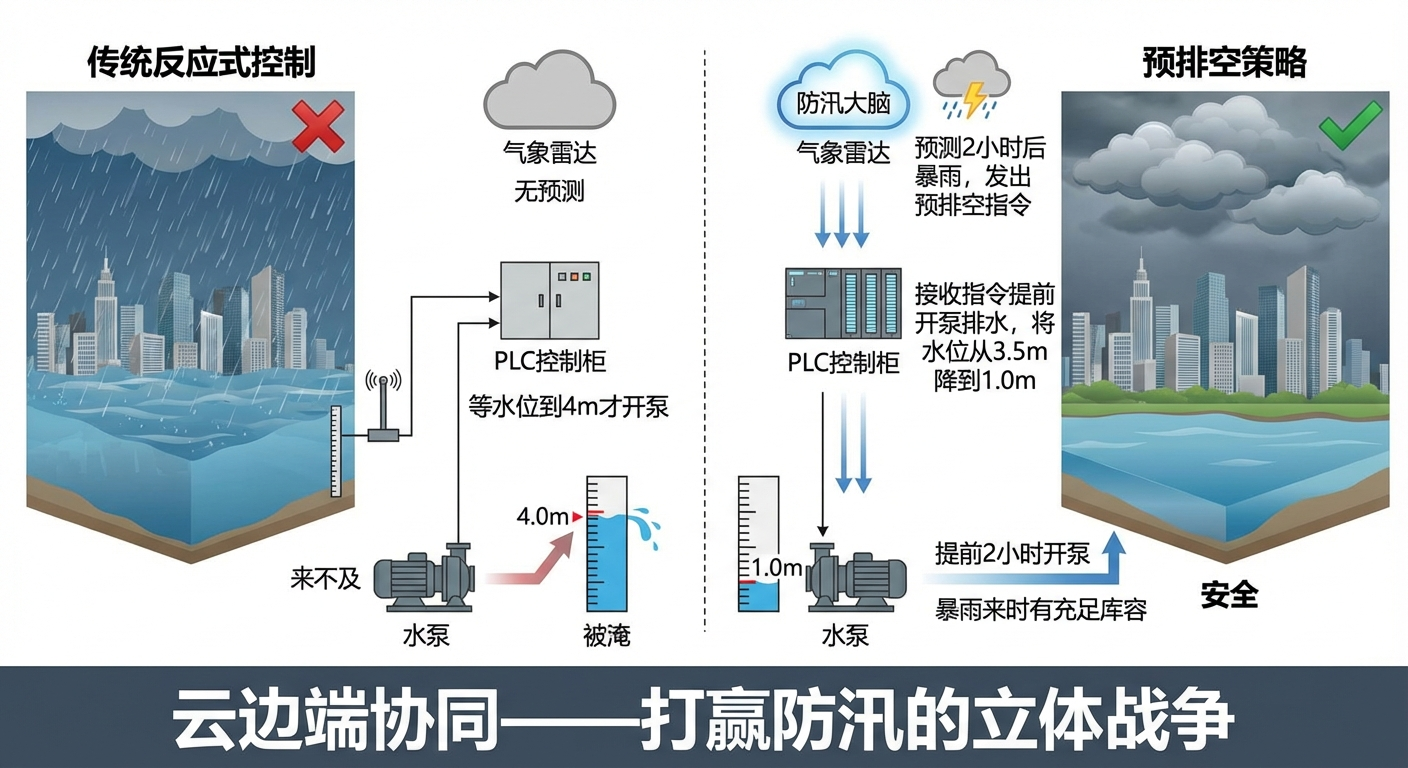 传统反应式控制
气象雷达
无预测
PLC控制柜
等水位到4m才开泵
4.0m
来不及
水泵
被淹
防汛大脑
气象雷达
预测2小时后
暴雨，发出
预排空指令
PLC控制柜
接收指令提前
开泵排水，将
水位从3.5m
降到1.0m
1.0m
水泵
提前2小时开泵
暴雨来时有充足库容
预排空策略
安全
云边端协同——打赢防汛的立体战争